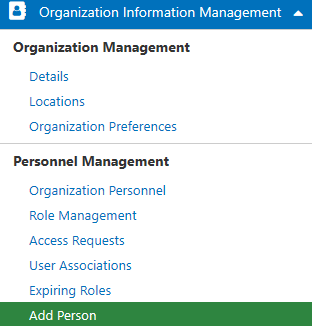 Organization Information Management
Organization Management
Details
Locations
Organization Preferences
Personnel Management
Organization Personnel
Role Management
Access Requests
User Associations
Expiring Roles
Add Person